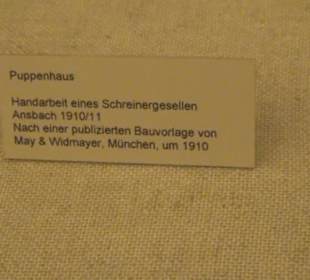 Puppenhaus
Handarbeit eines Schreinergesellen
Ansbach 1910/11
Nach einer publizierten Bauvorlage von
May & Widmayer, München, um 1910